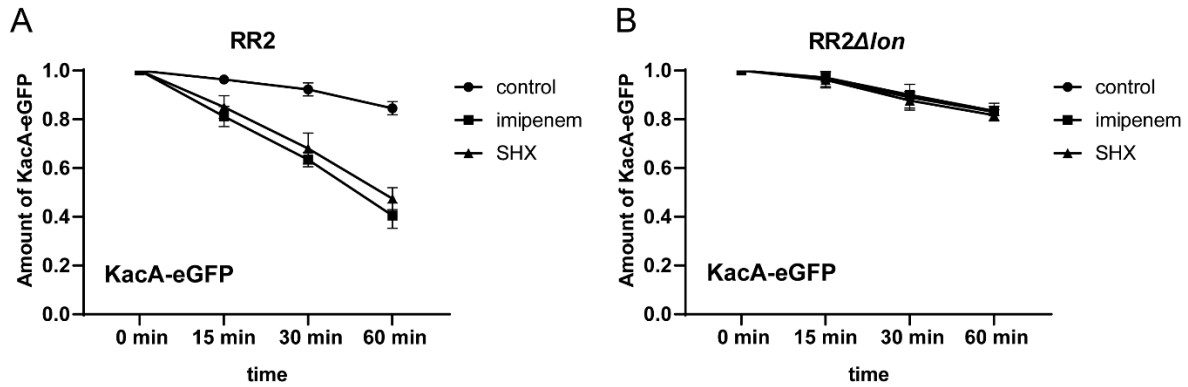 A
RR2
Amount of KacA-eGFP
1.0
0.8
0.6
0.4
0.2
0.0
KacA-eGFP
0 min 15 min 30 min 60 min
time
control
imipenem
SHX
B
RR2Δlon
Amount of KacA-eGFP
1.0
0.8
0.6
0.4
0.2
0.0
KacA-eGFP
0 min 15 min 30 min 60 min
time
control
imipenem
SHX